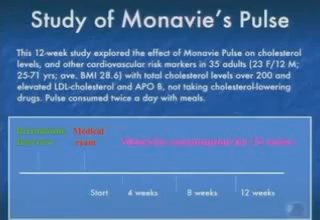 Study of Monavie's Pulse
This 12-week study explored the effect of Monavie Pulse on cholesterol
levels, and other cardiovascular risk markers in 35 adults (23 F/12 M;
25-71 yrs; ave. BMI 28.6) with total cholesterol levels over 200 and
elevated LDL-cholesterol and APO B, not taking cholesterol-lowering
drugs. Pulse consumed twice a day with meals.
Medical
exam
Start 4 weeks 8 weeks 12 weeks